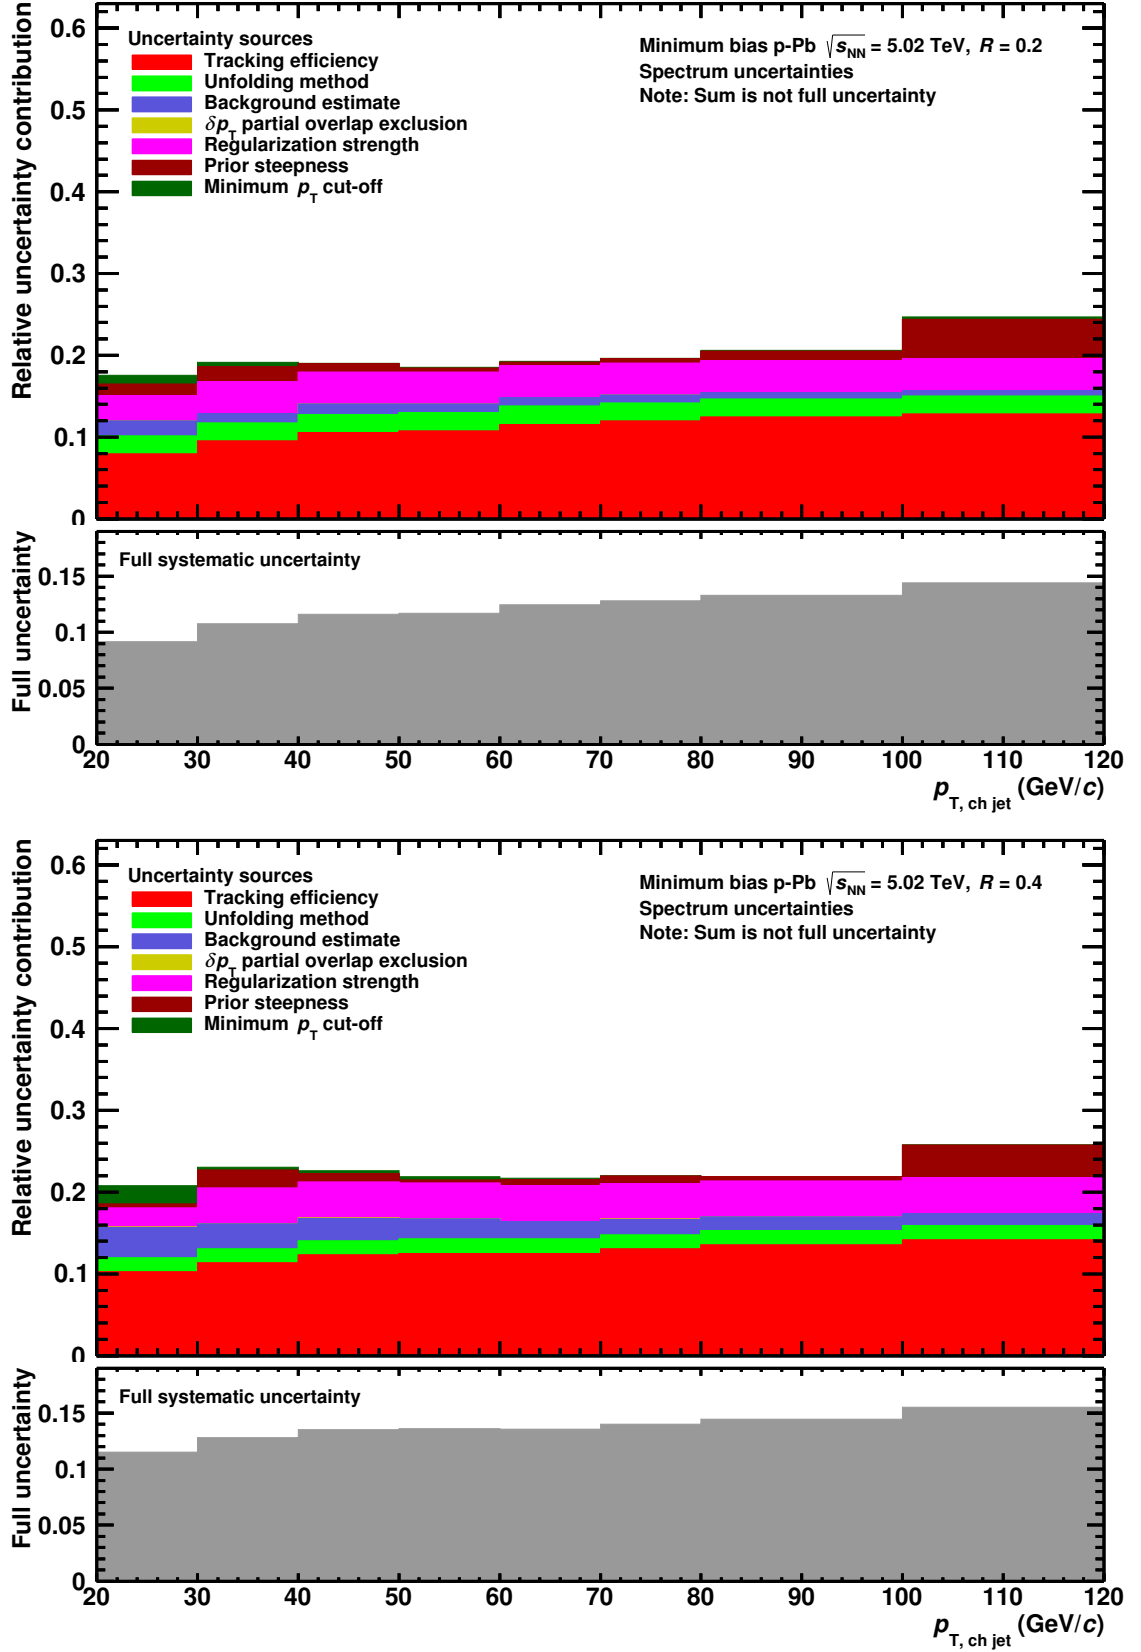 Relative uncertainty contribution
0.6
0.5
0.4
0.3
0.2
0.1
0
Uncertainty sources
Tracking efficiency
Unfolding method
Background estimate
δp_T partial overlap exclusion
Regularization strength
Prior steepness
Minimum p_T cut-off
Minimum bias p-Pb √s_NN = 5.02 TeV, R = 0.2
Spectrum uncertainties
Note: Sum is not full uncertainty
Full uncertainty
0.15
0.1
0.05
0
Full systematic uncertainty
20 30 40 50 60 70 80 90 100 110 120
p_T, ch jet (GeV/c)
Relative uncertainty contribution
0.6
0.5
0.4
0.3
0.2
0.1
0
Uncertainty sources
Tracking efficiency
Unfolding method
Background estimate
δp_T partial overlap exclusion
Regularization strength
Prior steepness
Minimum p_T cut-off
Minimum bias p-Pb √s_NN = 5.02 TeV, R = 0.4
Spectrum uncertainties
Note: Sum is not full uncertainty
Full uncertainty
0.15
0.1
0.05
0
Full systematic uncertainty
20 30 40 50 60 70 80 90 100 110 120
p_T, ch jet (GeV/c)